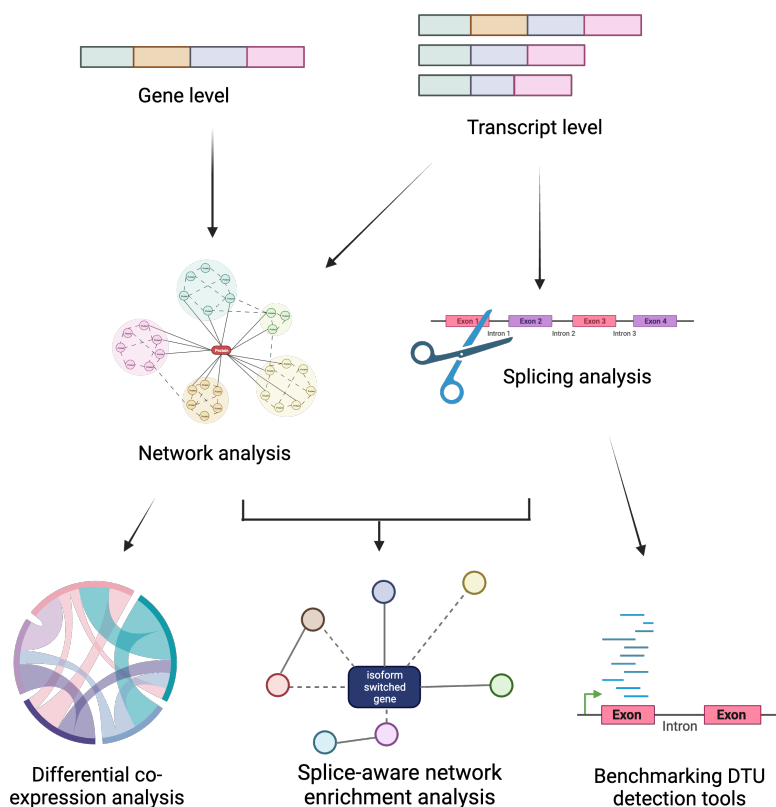 Gene level
Transcript level
Protein
Exon 1
Exon 2
Exon 3
Exon 4
Intron 1
Intron 2
Intron 3
Splicing analysis
Network analysis
isoform
switched
gene
Exon
Exon
Intron
Differential co-
expression analysis
Splice-aware network
enrichment analysis
Benchmarking DTU
detection tools